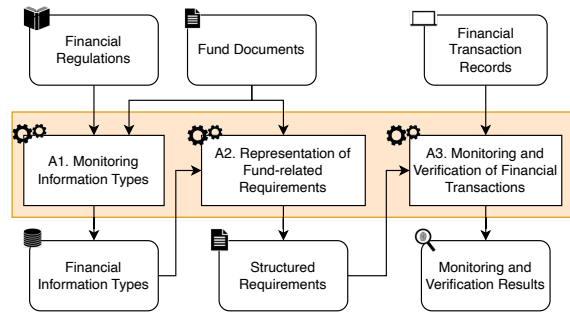 Financial
Regulations
Fund Documents
Financial
Transaction
Records
A1. Monitoring
Information Types
A2. Representation of
Fund-related
Requirements
A3. Monitoring and
Verification of Financial
Transactions
Financial
Information Types
Structured
Requirements
Monitoring and
Verification Results